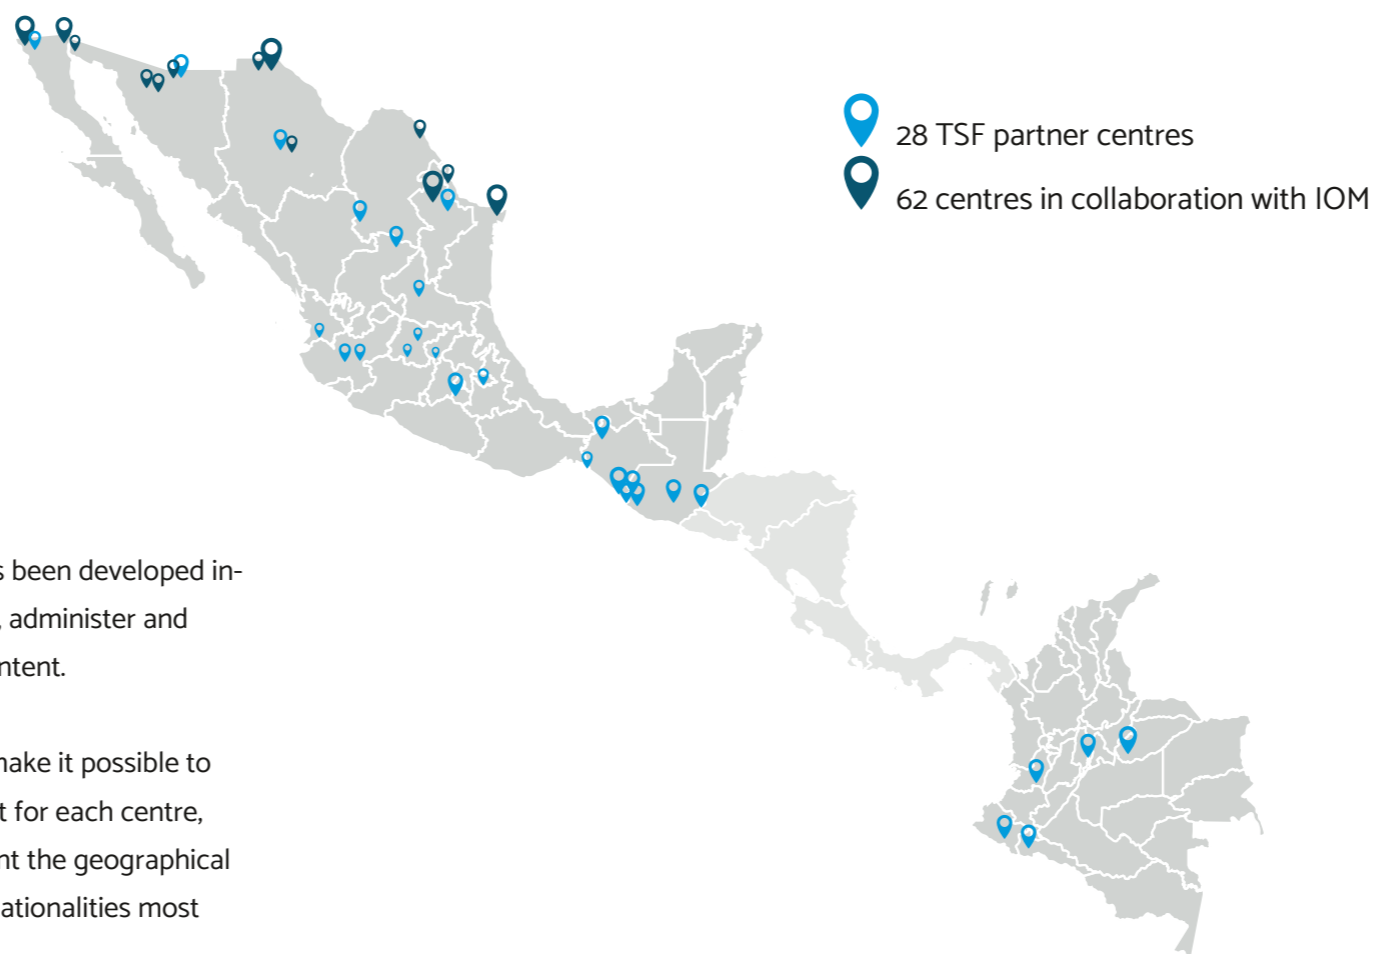 28 TSF partner centres
62 centres in collaboration with IOM
s been developed in-
, administer and
ntent.
make it possible to
t for each centre,
nt the geographical
ationalities most